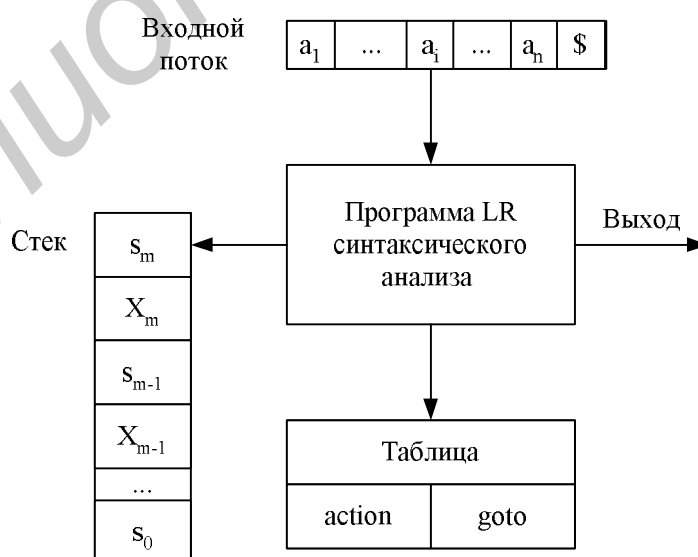 Входной
поток
a1 ... ai ... an $
Программа LR
синтаксического
анализа
Выход
Стек
sm
Xm
sm-1
Xm-1
...
s0
Таблица
action goto